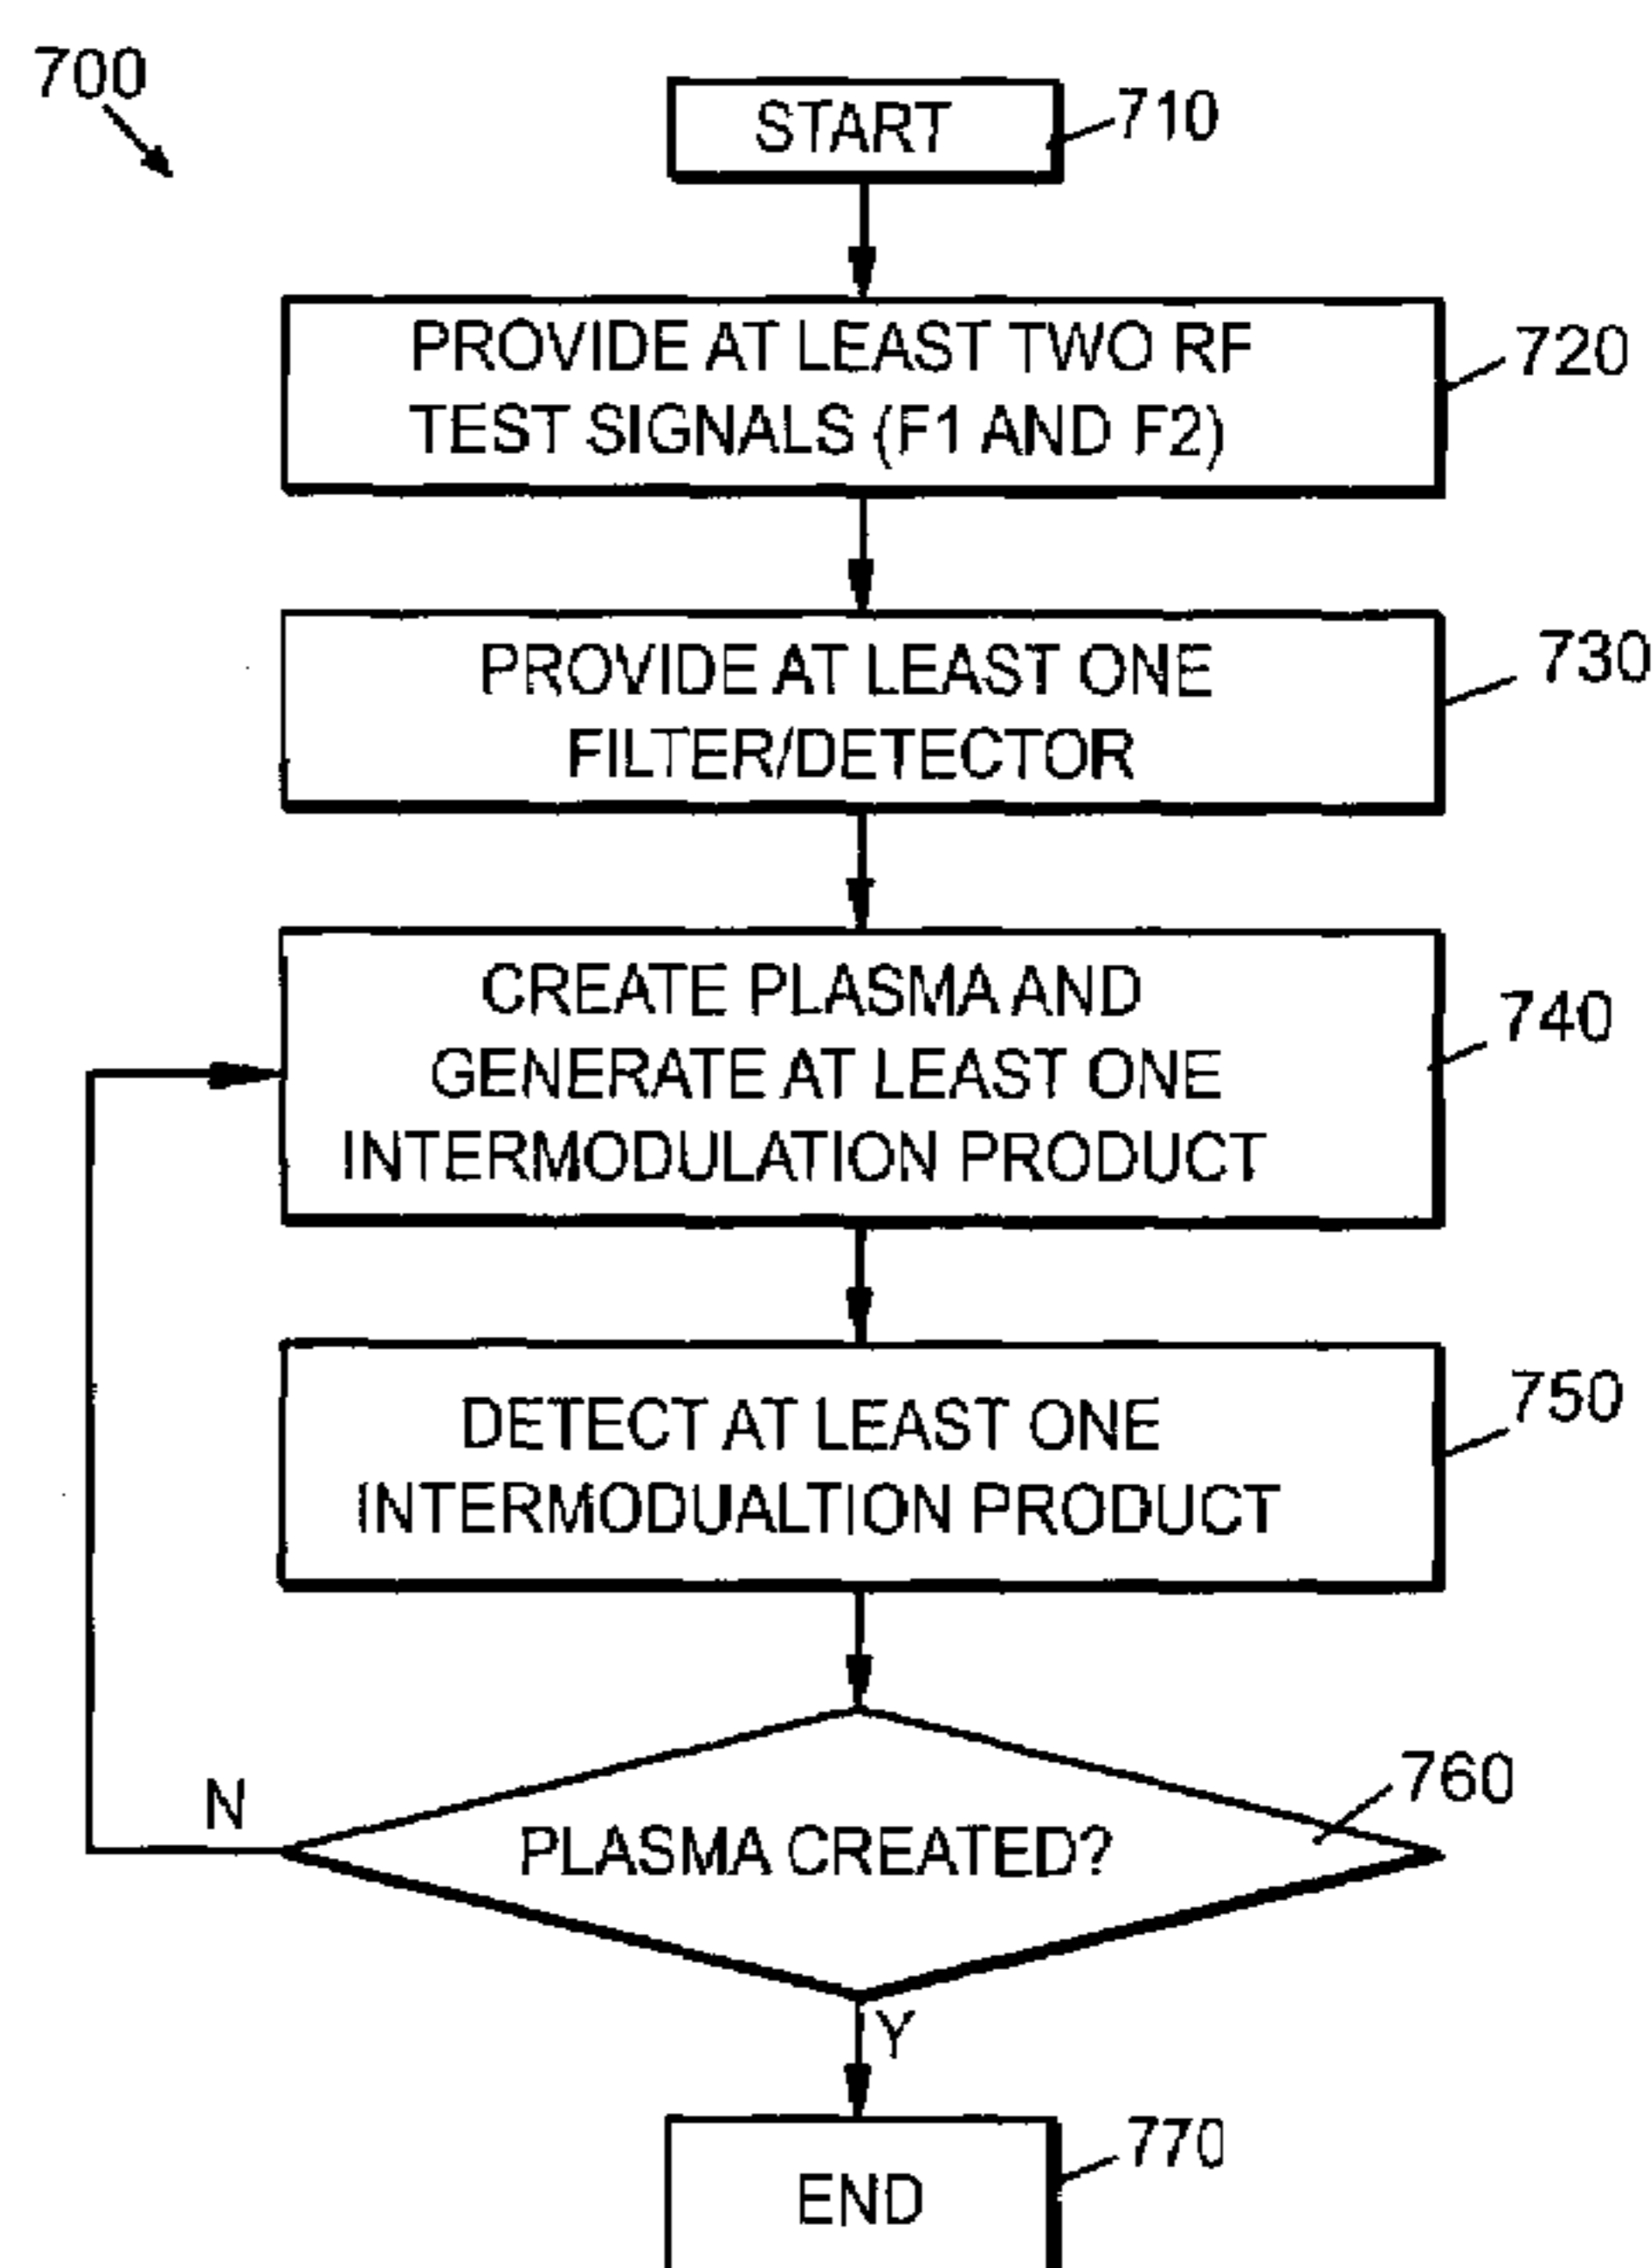 700
START
710
PROVIDE AT LEAST TWO RF
TEST SIGNALS (F1 AND F2)
720
PROVIDE AT LEAST ONE
FILTER/DETECTOR
730
CREATE PLASMA AND
GENERATE AT LEAST ONE
INTERMODULATION PRODUCT
740
DETECT AT LEAST ONE
INTERMODUALTION PRODUCT
750
PLASMA CREATED?
760
N
Y
END
770